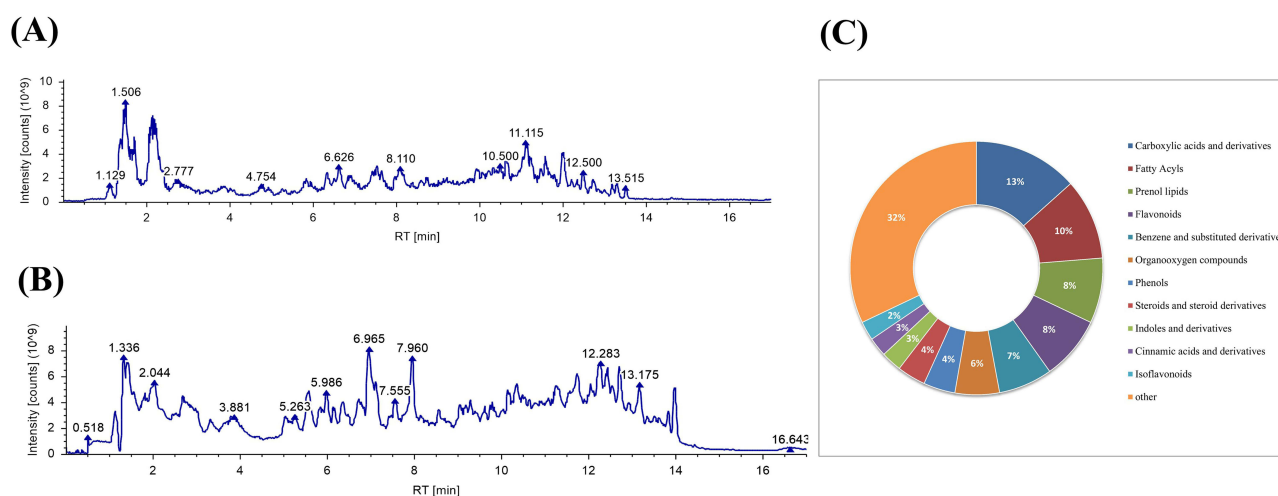 (A)
Intensity [counts] (10^9)
10
8
6
4
2
0
1.129
1.506
2.777
4.754
6.626
8.110
10.500
11.115
12.500
13.515
2 4 6 8 10 12 14 16
RT [min]
(B)
Intensity [counts] (10^9)
8
6
4
2
0
0.518
1.336
2.044
3.881
5.263
5.986
6.965
7.555
7.960
12.283
13.175
16.643
2 4 6 8 10 12 14 16
RT [min]
(C)
13%
10%
8%
8%
7%
6%
4%
4%
3%
3%
2%
32%
Carboxylic acids and derivatives
Fatty Acyls
Prenol lipids
Flavonoids
Benzene and substituted derivative
Organooxygen compounds
Phenols
Steroids and steroid derivatives
Indoles and derivatives
Cinnamic acids and derivatives
Isoflavonoids
other